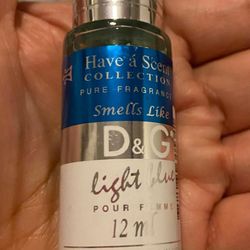 Have á Scent
COLLECTION
PURE FRAGRANCE
Smells Like
D&G
light blue
POUR FEMME
12 ml